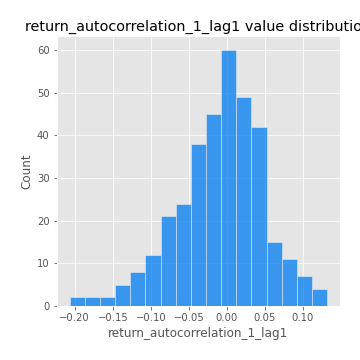 return_autocorrelation_1_lag1 value distributio
60
50
40
30
20
10
0
Count
−0.20 −0.15 −0.10 −0.05 0.00 0.05 0.10
return_autocorrelation_1_lag1